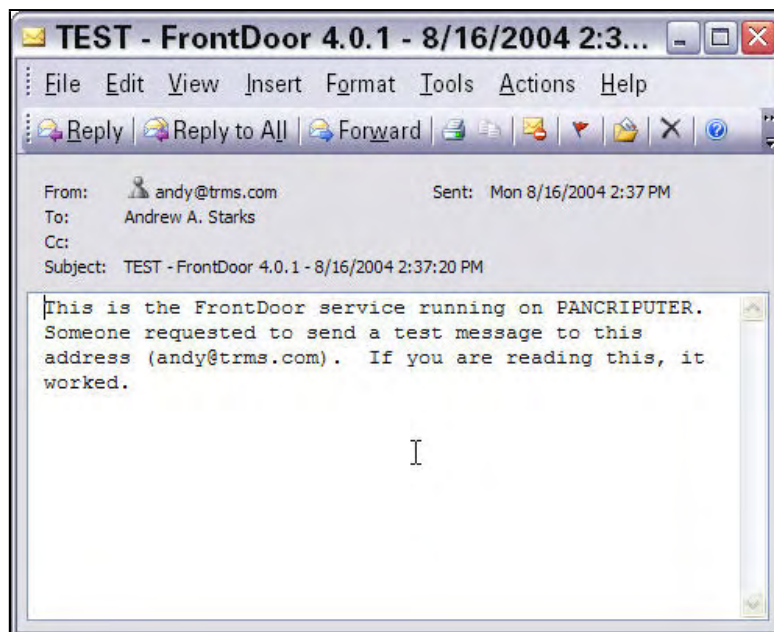 TEST - FrontDoor 4.0.1 - 8/16/2004 2:3...
File Edit View Insert Format Tools Actions Help
Reply Reply to All Forward
From: andy@trms.com Sent: Mon 8/16/2004 2:37 PM
To: Andrew A. Starks
Cc:
Subject: TEST - FrontDoor 4.0.1 - 8/16/2004 2:37:20 PM
This is the FrontDoor service running on PANCRIPUTER.
Someone requested to send a test message to this
address (andy@trms.com).  If you are reading this, it
worked.